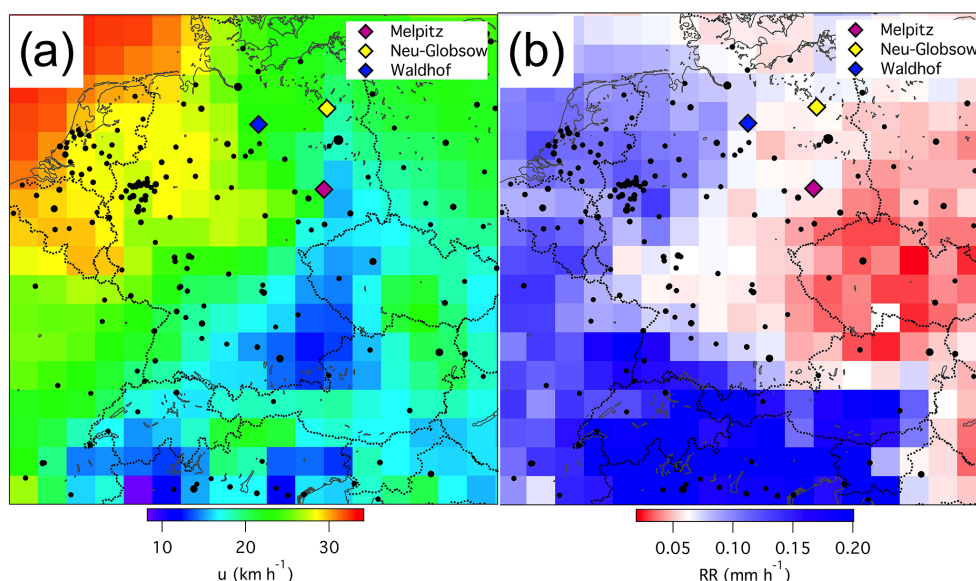 (a)
Melpitz
Neu-Globsow
Waldhof
10
20
30
u (km h⁻¹)
(b)
Melpitz
Neu-Globsow
Waldhof
0.05
0.10
0.15
0.20
RR (mm h⁻¹)